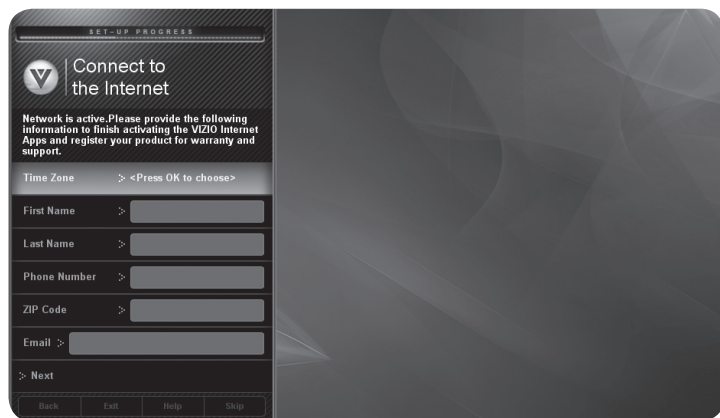 SET-UP PROGRESS
V
Connect to
the Internet
Network is active.Please provide the following
information to finish activating the VIZIO Internet
Apps and register your product for warranty and
support.
Time Zone <Press OK to choose>
First Name
Last Name
Phone Number
ZIP Code
Email
Next
Back Exit Help Skip